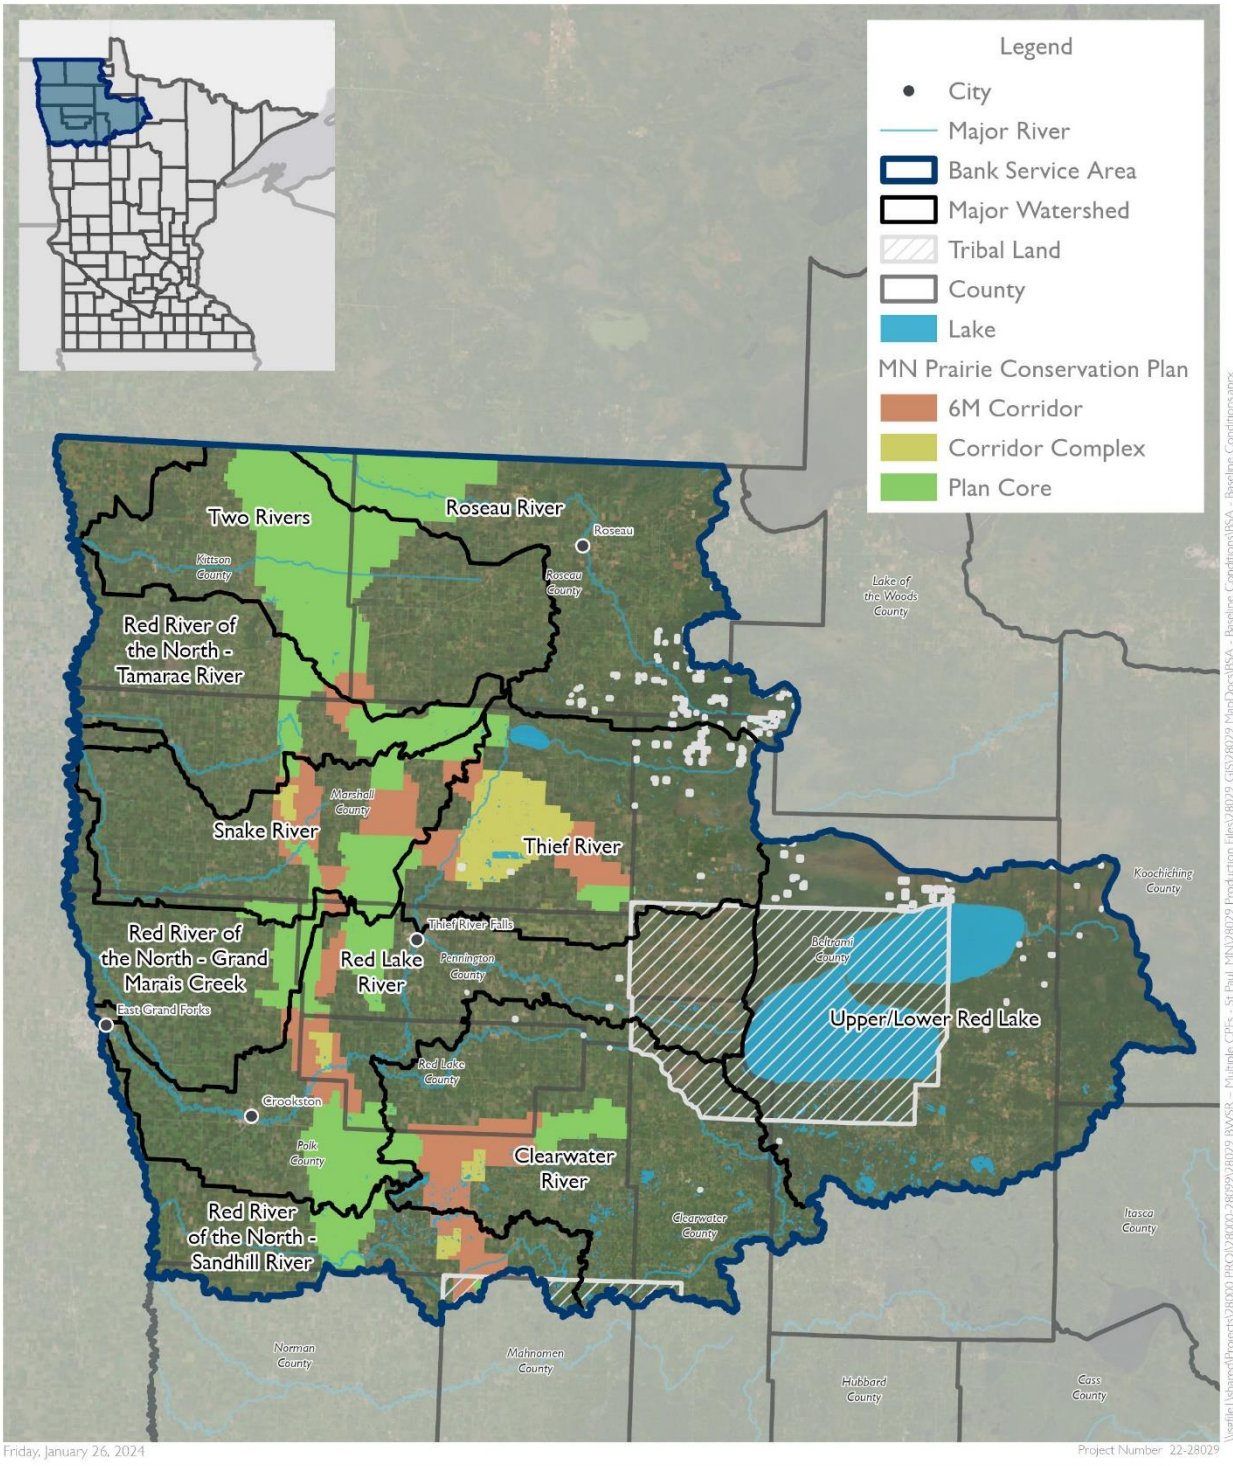 Legend
City
Major River
Bank Service Area
Major Watershed
Tribal Land
County
Lake
MN Prairie Conservation Plan
6M Corridor
Corridor Complex
Plan Core
Two Rivers
Roseau River
Roseau
Kittson
County
Roseau
County
Lake of
the Woods
County
Red River of
the North -
Tamarac River
Marshall
County
Snake River
Thief River
Koochiching
County
Red River of
the North - Grand
Marais Creek
Thief River Falls
Red Lake
River
Pennington
County
Beltrami
County
East Grand Forks
Upper/Lower Red Lake
Red Lake
County
Crookston
Polk
County
Clearwater
River
Red River
of the North -
Sandhill River
Clearwater
County
Itasca
County
Norman
County
Mahnomen
County
Hubbard
County
Cass
County
Friday, January 26, 2024
Project Number 22-28029